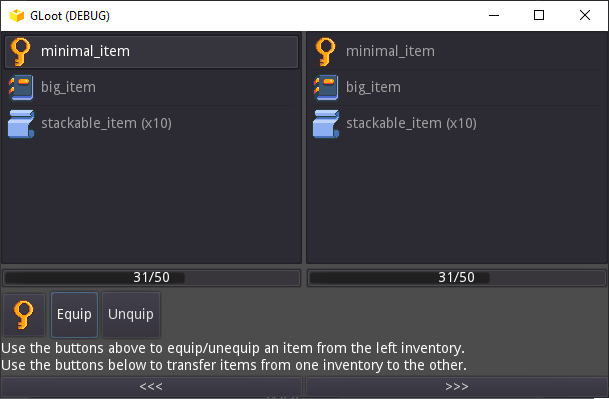 GLoot (DEBUG)
minimal_item
big_item
stackable_item (x10)
minimal_item
big_item
stackable_item (x10)
31/50
31/50
Equip
Unquip
Use the buttons above to equip/unequip an item from the left inventory.
Use the buttons below to transfer items from one inventory to the other.
<<<
>>>